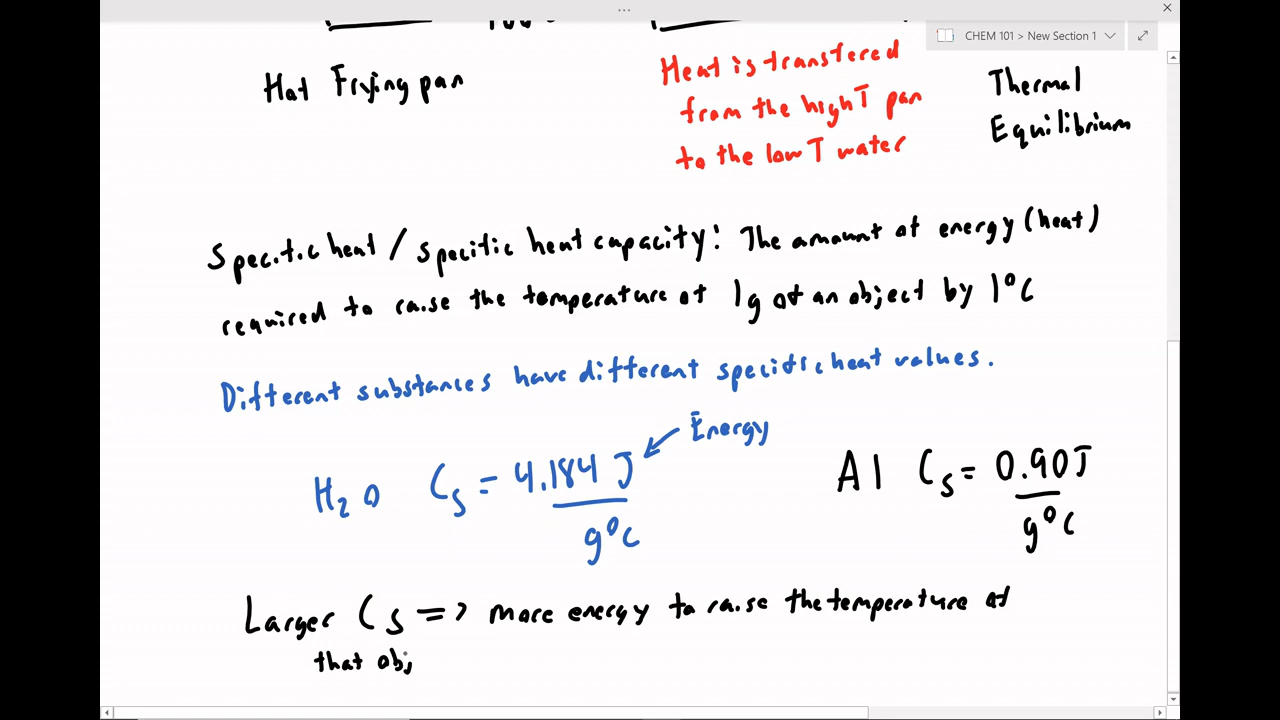 CHEM 101 > New Section 1
Hot Frying pan
Heat is transfered
from the high T pan
to the low T water
Thermal
Equilibrium
Specific heat / specific heat capacity: The amount of energy (heat)
required to raise the temperature of 1g of an object by 1°C
Different substances have different specific heat values.
Energy
H2O Cs = 4.184 J
g°C
Al Cs = 0.90 J
g°C
Larger Cs => more energy to raise the temperature of
that obj